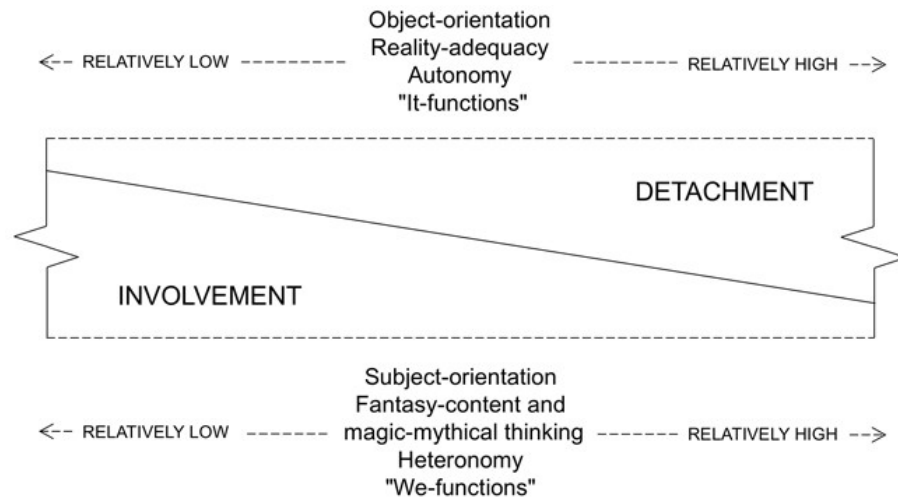 Object-orientation
Reality-adequacy
<-- RELATIVELY LOW ------ Autonomy ------ RELATIVELY HIGH -->
"It-functions"
DETACHMENT
INVOLVEMENT
Subject-orientation
Fantasy-content and
<-- RELATIVELY LOW ------ magic-mythical thinking ------ RELATIVELY HIGH -->
Heteronomy
"We-functions"